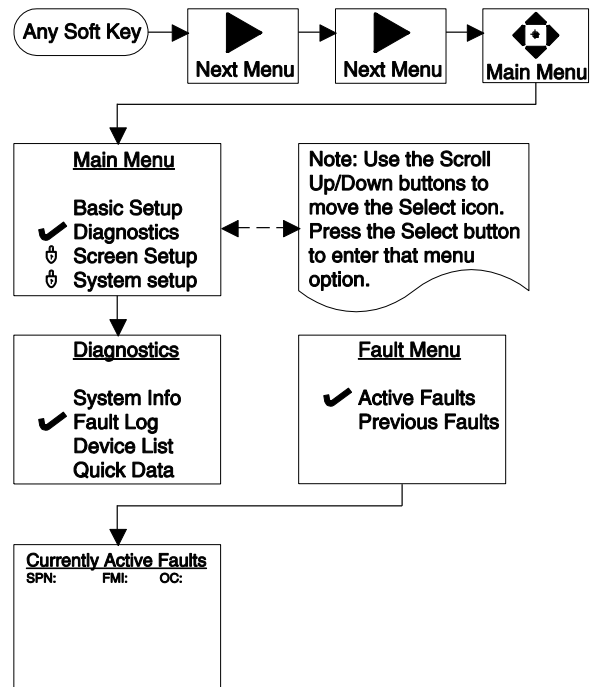 Any Soft Key
Next Menu
Next Menu
Main Menu
Main Menu
Basic Setup
Diagnostics
Screen Setup
System setup
Note: Use the Scroll
Up/Down buttons to
move the Select icon.
Press the Select button
to enter that menu
option.
Diagnostics
System Info
Fault Log
Device List
Quick Data
Fault Menu
Active Faults
Previous Faults
Currently Active Faults
SPN: FMI: OC: